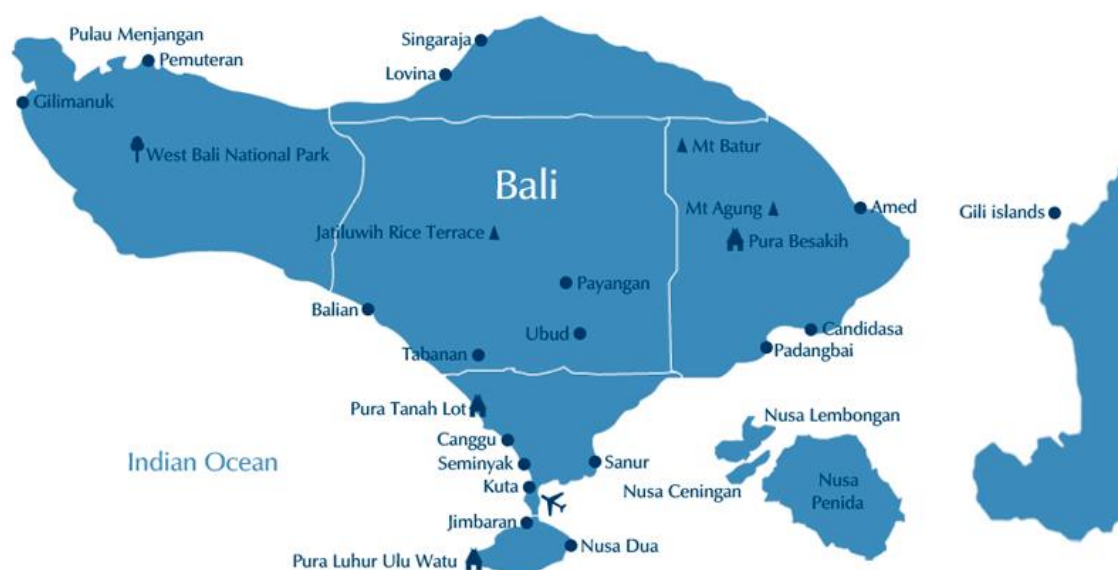 Pulau Menjangan
Pemuteran
Singaraja
Lovina
Gilimanuk
West Bali National Park
Mt Batur
Bali
Mt Agung
Amed
Gili islands
Jatiluwih Rice Terrace
Pura Besakih
Payangan
Balian
Ubud
Candidasa
Tabanan
Padangbai
Pura Tanah Lot
Nusa Lembongan
Canggu
Indian Ocean
Seminyak
Sanur
Kuta
Nusa Ceningan
Nusa
Penida
Jimbaran
Nusa Dua
Pura Luhur Ulu Watu